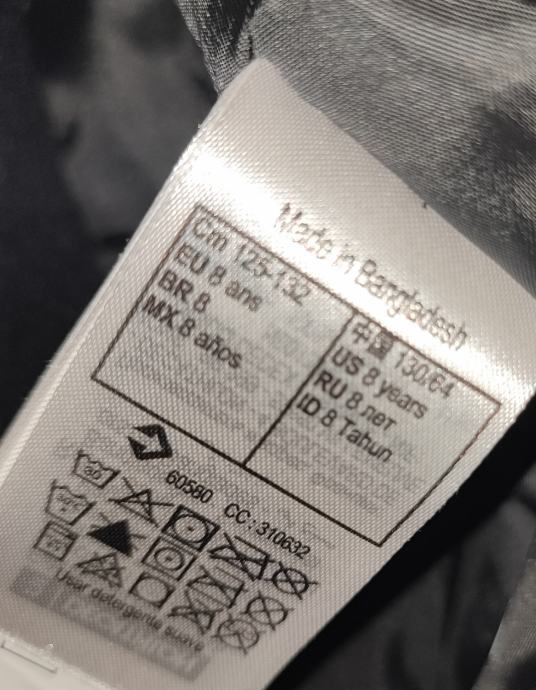 Made in Bangladesh
Cm 125-132
EU 8 ans
BR 8
MX 8 años
中国 130/64
US 8 years
RU 8 лет
ID 8 Tahun
60580 CC: 310632
Usar detergente suave